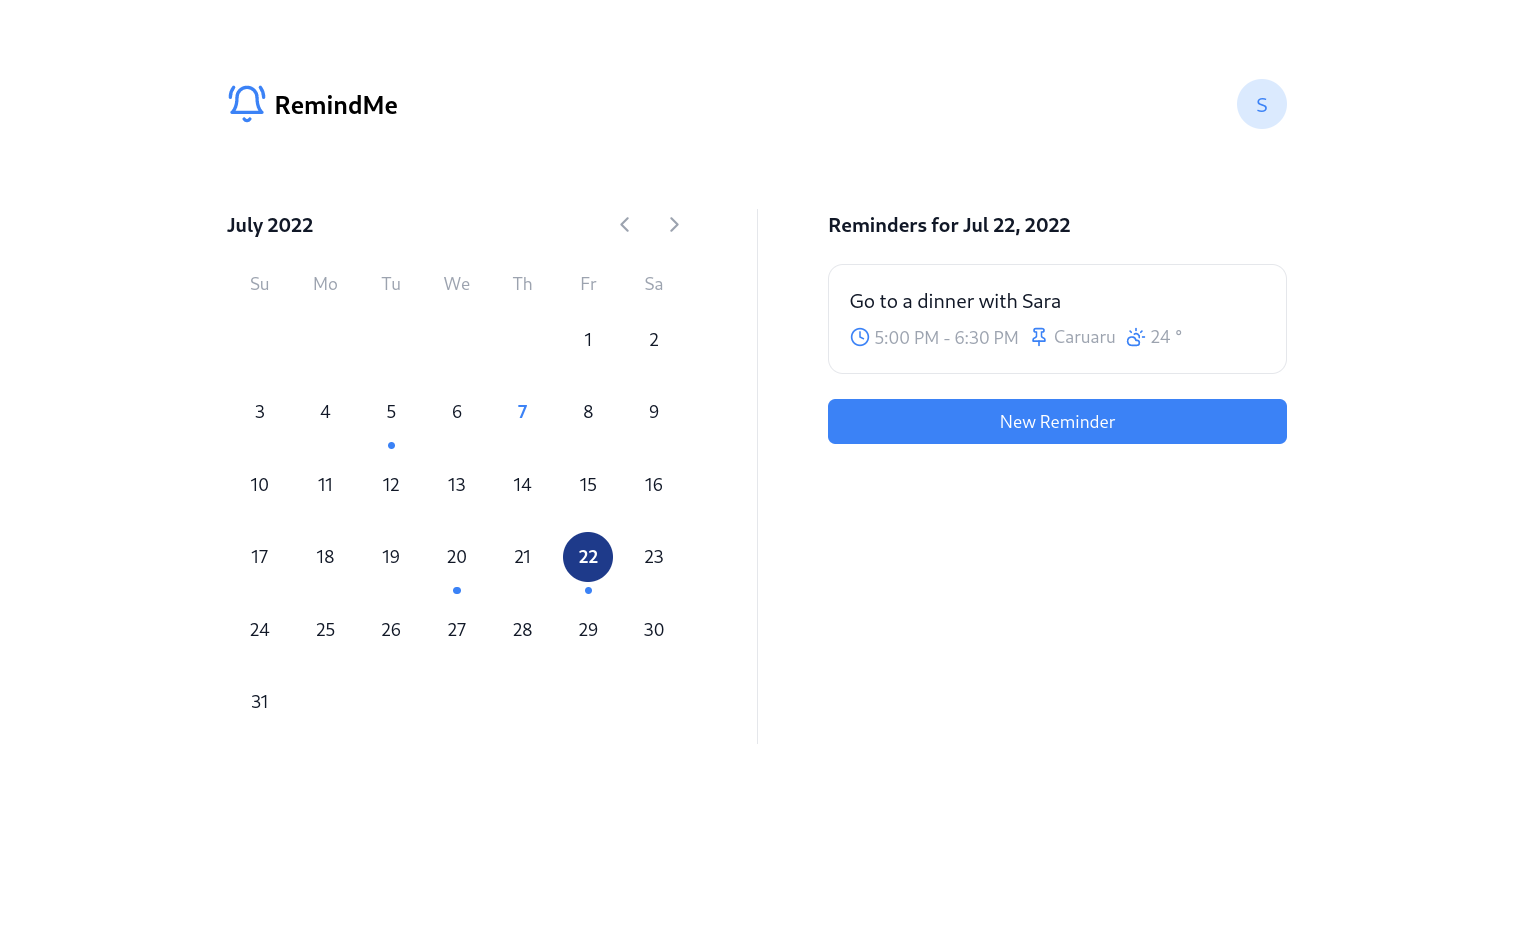 RemindMe
S
July 2022
Su Mo Tu We Th Fr Sa
1 2
3 4 5 6 7 8 9
10 11 12 13 14 15 16
17 18 19 20 21 22 23
24 25 26 27 28 29 30
31
Reminders for Jul 22, 2022
Go to a dinner with Sara
5:00 PM - 6:30 PM Caruaru 24 °
New Reminder